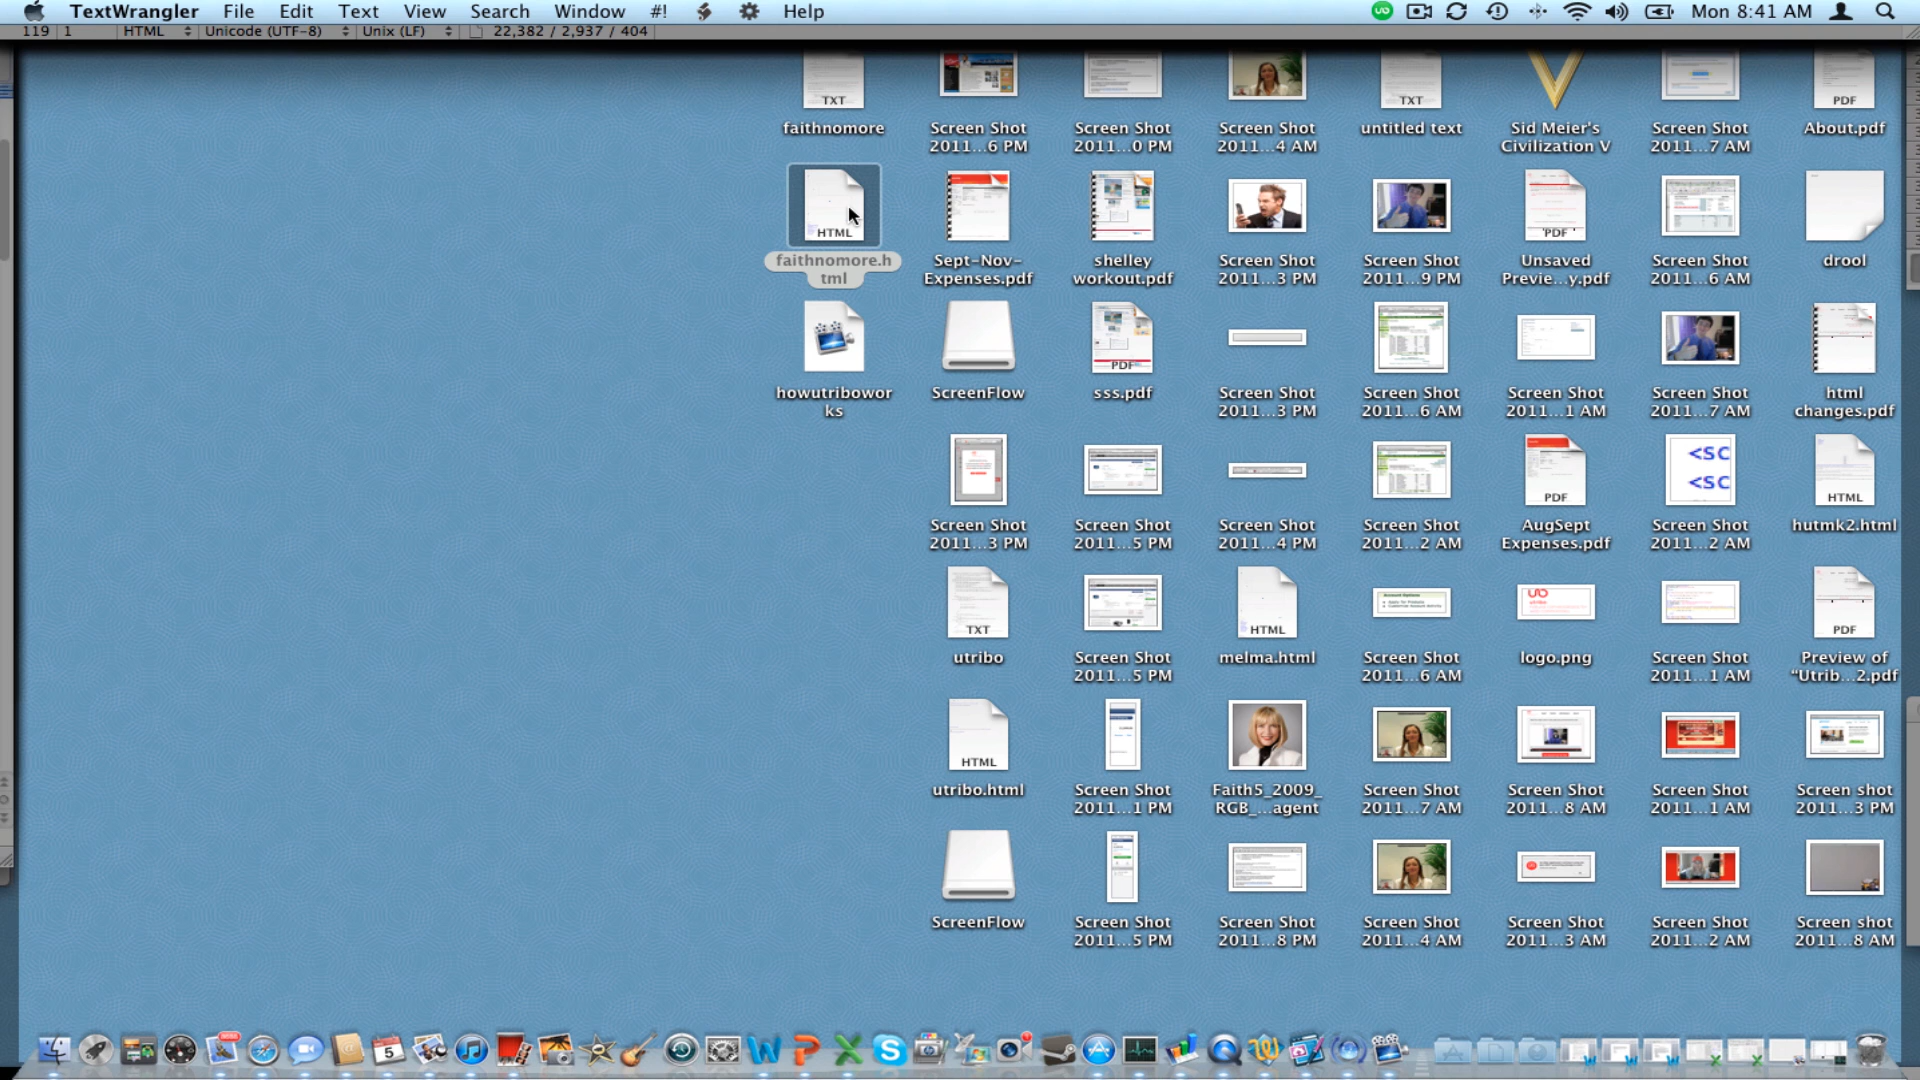 TextWrangler File Edit Text View Search Window #! Help Mon 8:41 AM
119 1 HTML Unicode (UTF-8) Unix (LF) 22,382 / 2,937 / 404
TXT TXT PDF
faithnomore Screen Shot Screen Shot Screen Shot untitled text Sid Meier's Screen Shot About.pdf
2011...6 PM 2011...0 PM 2011...4 AM Civilization V 2011...7 AM
HTML PDF
faithnomore.h Sept-Nov- shelley Screen Shot Screen Shot Unsaved Screen Shot drool
tml Expenses.pdf workout.pdf 2011...3 PM 2011...9 PM Previe...y.pdf 2011...6 AM
PDF
howutribowor ScreenFlow sss.pdf Screen Shot Screen Shot Screen Shot Screen Shot html
ks 2011...3 PM 2011...6 AM 2011...1 AM 2011...7 AM changes.pdf
<SC
<SC
PDF HTML
Screen Shot Screen Shot Screen Shot Screen Shot AugSept Screen Shot hutmk2.html
2011...3 PM 2011...5 PM 2011...4 PM 2011...2 AM Expenses.pdf 2011...2 AM
TXT HTML PDF
utribo Screen Shot melma.html Screen Shot logo.png Screen Shot Preview of
2011...5 PM 2011...6 AM 2011...1 AM "Utrib...2.pdf
HTML
utribo.html Screen Shot Faith5_2009_ Screen Shot Screen Shot Screen Shot Screen shot
2011...1 PM RGB_...agent 2011...7 AM 2011...8 AM 2011...1 AM 2011...3 PM
ScreenFlow Screen Shot Screen Shot Screen Shot Screen Shot Screen Shot Screen shot
2011...5 PM 2011...8 PM 2011...4 AM 2011...3 AM 2011...2 AM 2011...8 AM
5